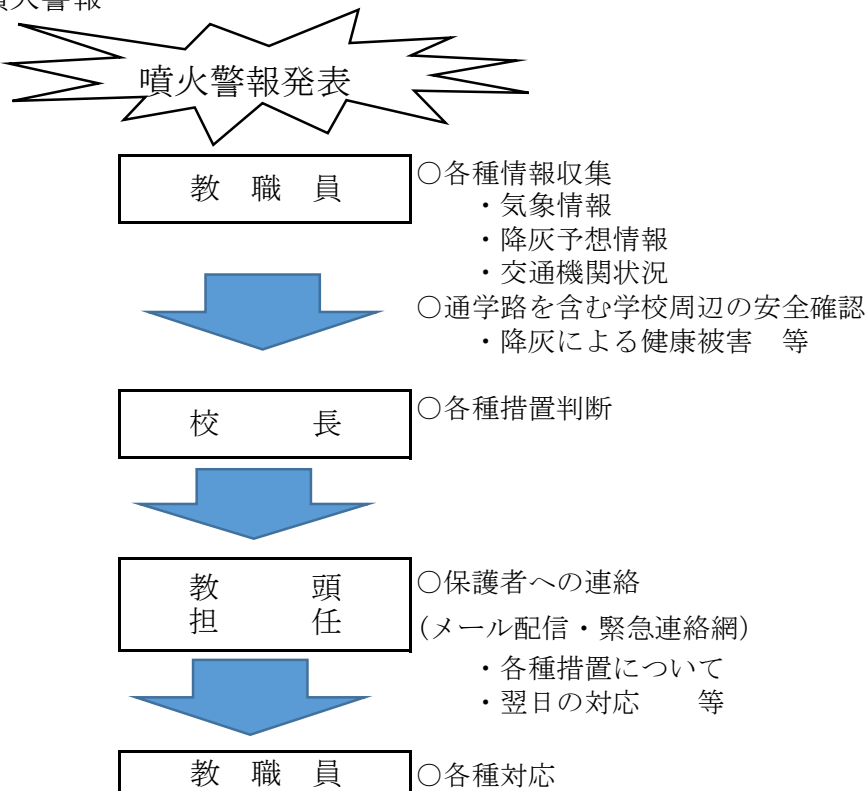 噴火警報
噴火警報発表
教　職　員
○各種情報収集
・気象情報
・降灰予想情報
・交通機関状況
○通学路を含む学校周辺の安全確認
・降灰による健康被害　等
校　　　長
○各種措置判断
教　　　頭
担　　　任
○保護者への連絡
(メール配信・緊急連絡網)
・各種措置について
・翌日の対応　　等
教　職　員
○各種対応